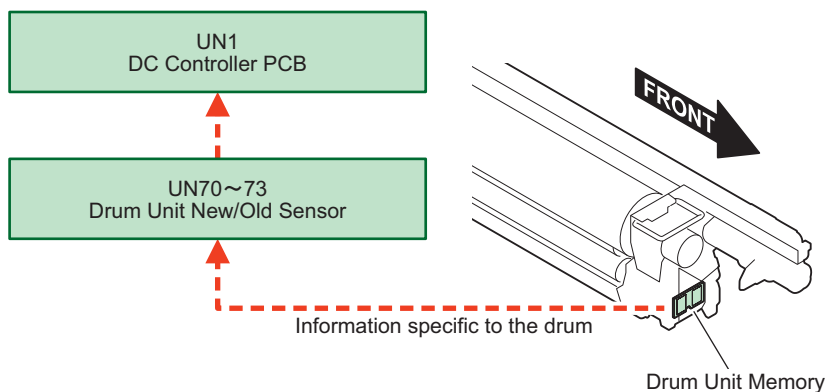 UN1
DC Controller PCB
FRONT
UN70～73
Drum Unit New/Old Sensor
Information specific to the drum
Drum Unit Memory